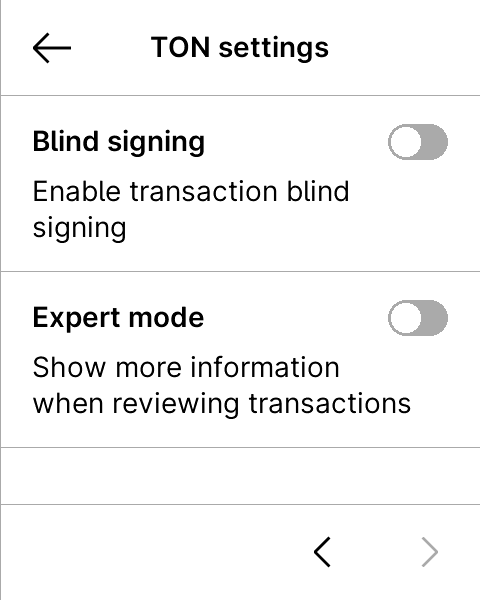 TON settings
Blind signing
Enable transaction blind
signing
Expert mode
Show more information
when reviewing transactions